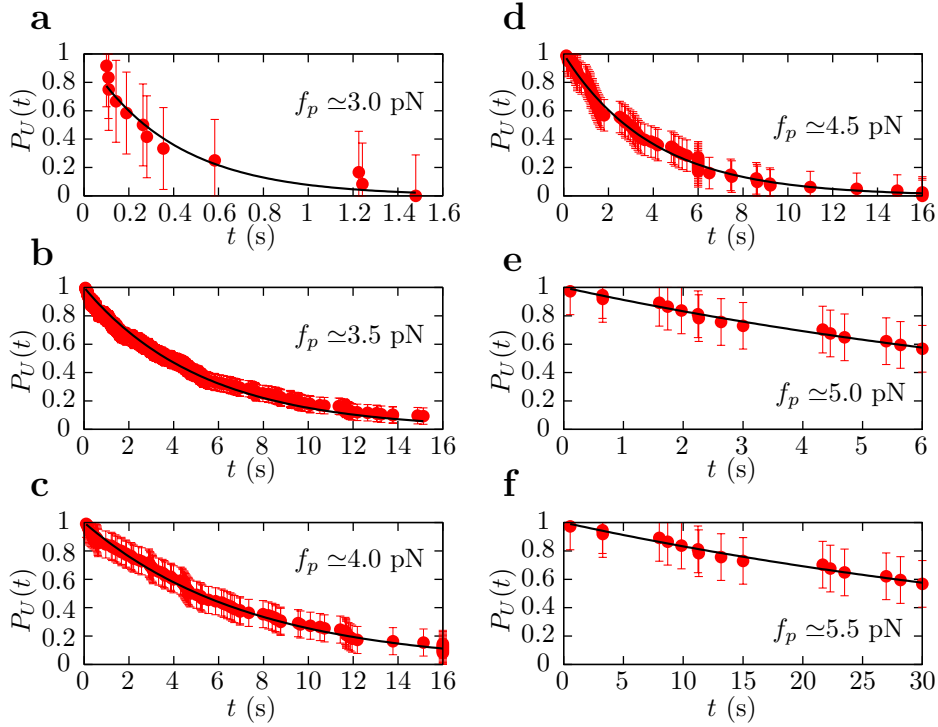 a
P_U(t)
1
0.8
0.6
0.4
0.2
0
f_p ≃3.0 pN
0 0.2 0.4 0.6 0.8 1 1.2 1.4 1.6
t (s)
b
P_U(t)
1
0.8
0.6
0.4
0.2
0
f_p ≃3.5 pN
0 2 4 6 8 10 12 14 16
t (s)
c
P_U(t)
1
0.8
0.6
0.4
0.2
0
f_p ≃4.0 pN
0 2 4 6 8 10 12 14 16
t (s)
d
P_U(t)
1
0.8
0.6
0.4
0.2
0
f_p ≃4.5 pN
0 2 4 6 8 10 12 14 16
t (s)
e
P_U(t)
1
0.8
0.6
0.4
0.2
0
f_p ≃5.0 pN
0 1 2 3 4 5 6
t (s)
f
P_U(t)
1
0.8
0.6
0.4
0.2
0
f_p ≃5.5 pN
0 5 10 15 20 25 30
t (s)